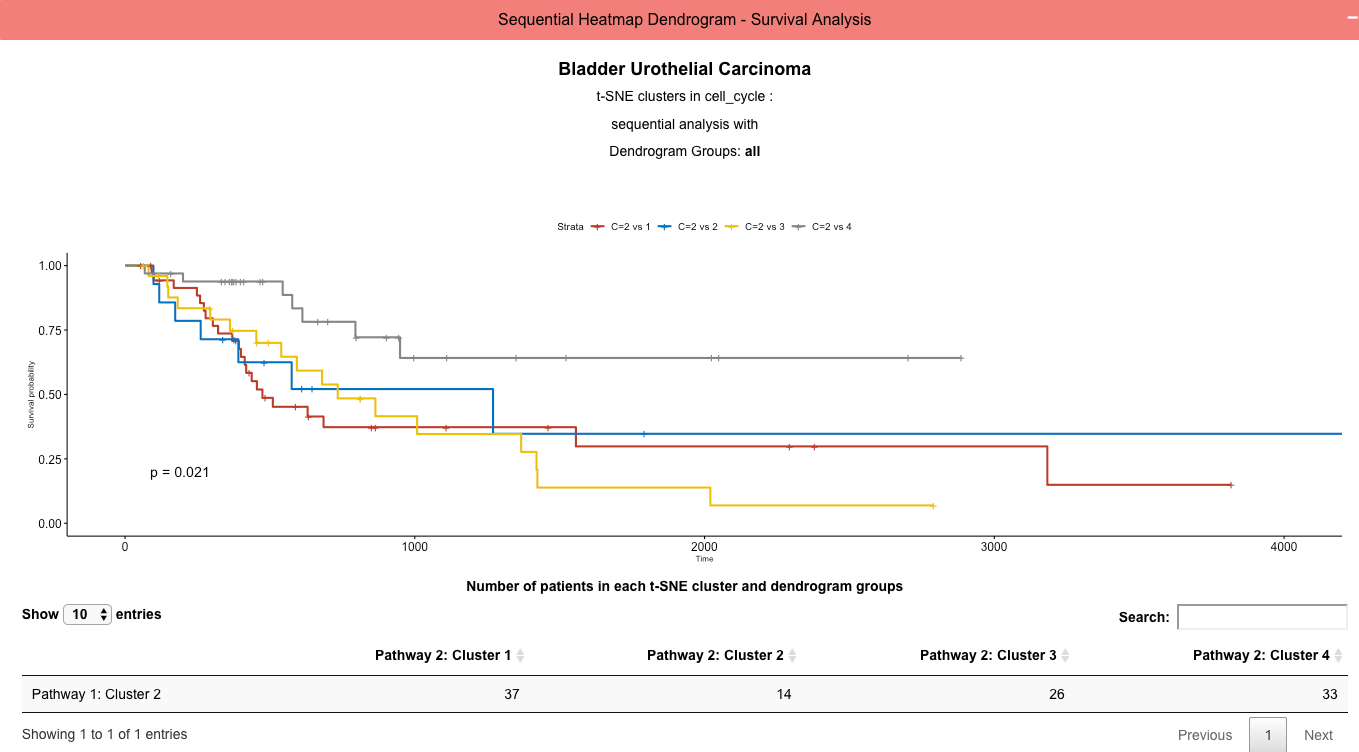 Sequential Heatmap Dendrogram - Survival Analysis
Bladder Urothelial Carcinoma
t-SNE clusters in cell_cycle :
sequential analysis with
Dendrogram Groups: all
Strata C=2 vs 1 C=2 vs 2 C=2 vs 3 C=2 vs 4
1.00
0.75
0.50
0.25
0.00
Survival probability
p = 0.021
0 1000 2000 3000 4000
Time
Number of patients in each t-SNE cluster and dendrogram groups
Show 10 entries
Search:
Pathway 2: Cluster 1 Pathway 2: Cluster 2 Pathway 2: Cluster 3 Pathway 2: Cluster 4
Pathway 1: Cluster 2 37 14 26 33
Showing 1 to 1 of 1 entries
Previous 1 Next